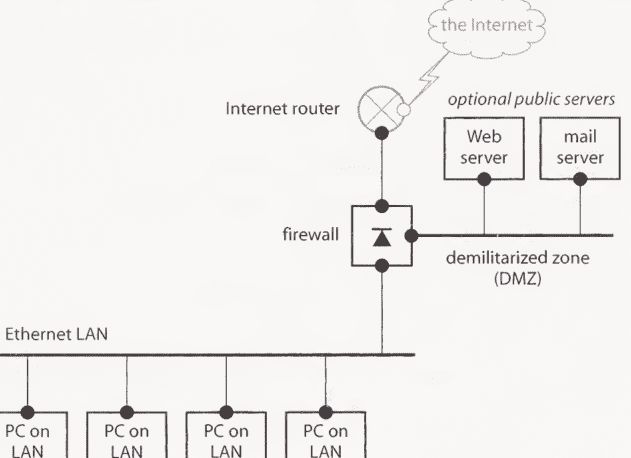 the Internet
Internet router
optional public servers
Web
server
mail
server
firewall
demilitarized zone
(DMZ)
Ethernet LAN
PC on
LAN
PC on
LAN
PC on
LAN
PC on
LAN